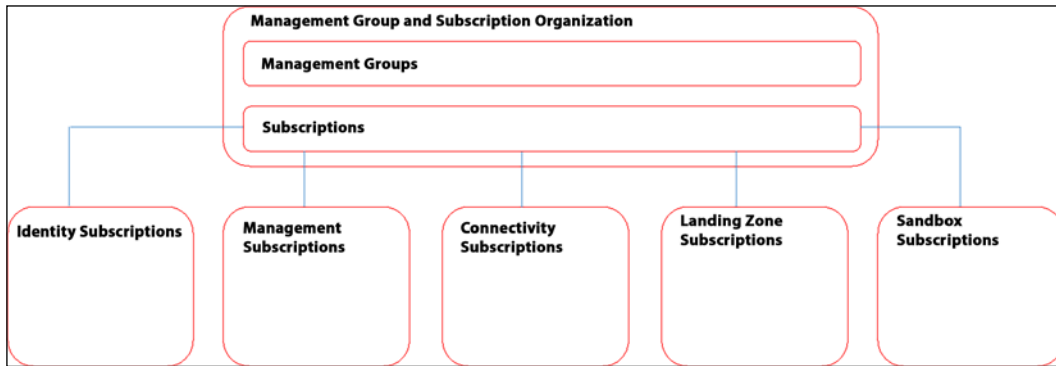 Management Group and Subscription Organization
Management Groups
Subscriptions
Identity Subscriptions
Management
Subscriptions
Connectivity
Subscriptions
Landing Zone
Subscriptions
Sandbox
Subscriptions